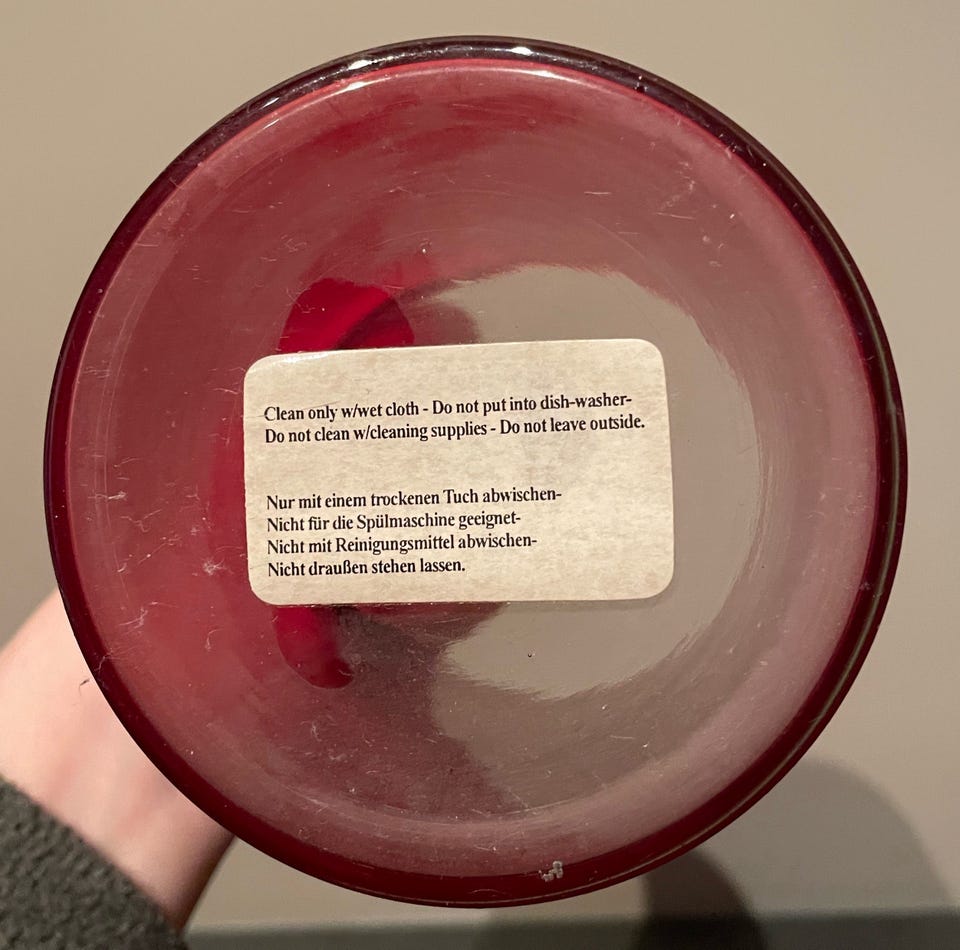 Clean only w/wet cloth - Do not put into dish-washer-
Do not clean w/cleaning supplies - Do not leave outside.
Nur mit einem trockenen Tuch abwischen-
Nicht für die Spülmaschine geeignet-
Nicht mit Reinigungsmittel abwischen-
Nicht draußen stehen lassen.